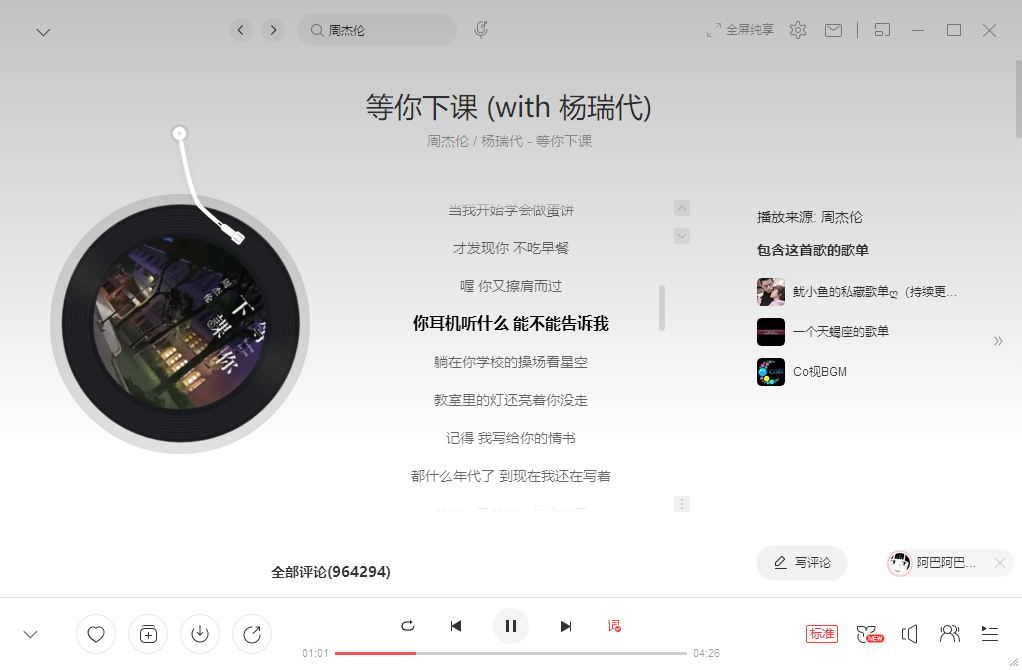 周杰伦
全屏纯享
等你下课 (with 杨瑞代)
周杰伦 / 杨瑞代 - 等你下课
当我开始学会做蛋饼
才发现你 不吃早餐
喔 你又擦肩而过
你耳机听什么 能不能告诉我
躺在你学校的操场看星空
教室里的灯还亮着你没走
记得 我写给你的情书
都什么年代了 到现在我还在写着
播放来源: 周杰伦
包含这首歌的歌单
鱿小鱼的私藏歌单ღ（持续更...
一个天蝎座的歌单
Co视BGM
等你下课
全部评论(964294)
写评论
阿巴阿巴...
词
标准
NEW
01:01
04:26